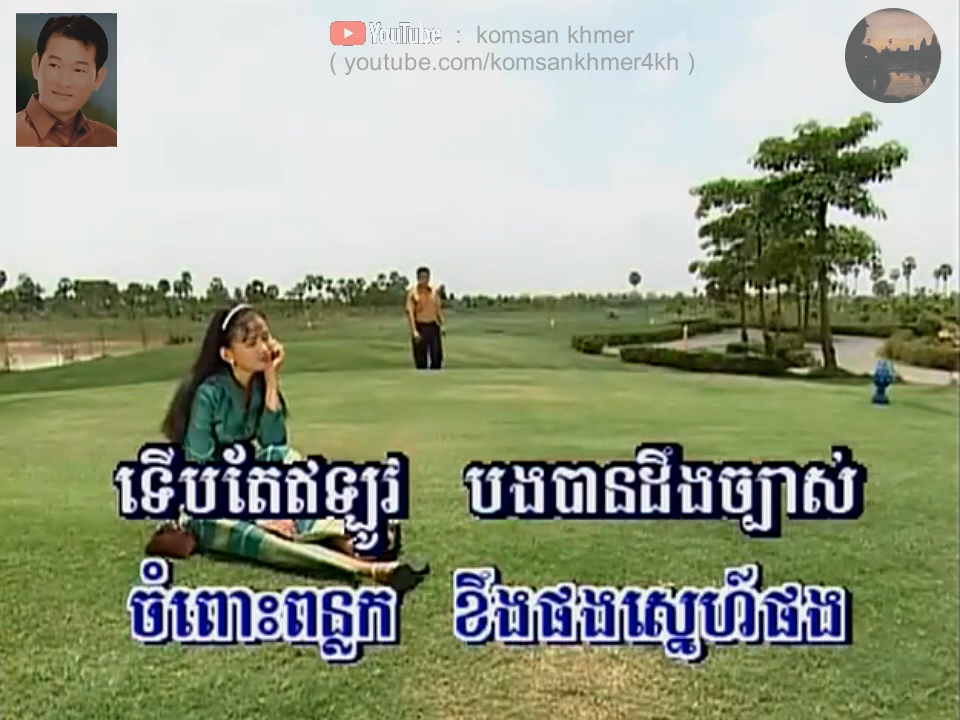 YouTube : komsan khmer
( youtube.com/komsankhmer4kh )
ទើបតែឥឡូវ បងបានដឹងច្បាស់
ចំពោះពន្លក ខឹងផងស្នេហ៍ផង